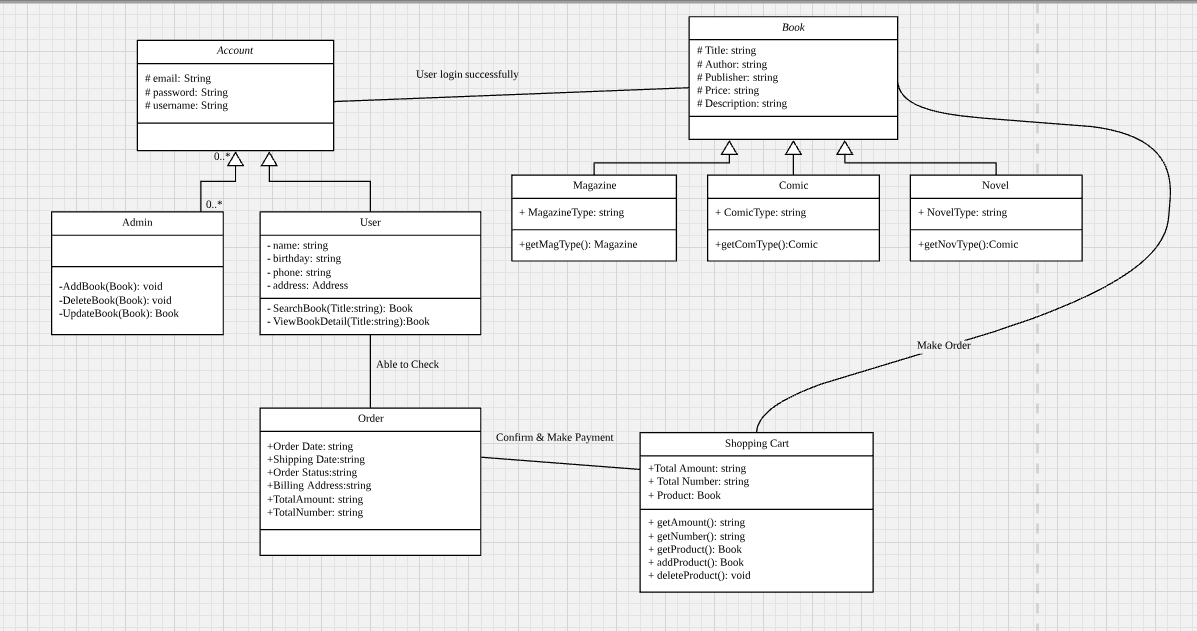 Account
# email: String
# password: String
# username: String
User login successfully
Book
# Title: string
# Author: string
# Publisher: string
# Price: string
# Description: string
0..*
0..*
Admin
-AddBook(Book): void
-DeleteBook(Book): void
-UpdateBook(Book): Book
User
- name: string
- birthday: string
- phone: string
- address: Address
- SearchBook(Title:string): Book
- ViewBookDetail(Title:string):Book
Magazine
+ MagazineType: string
+getMagType(): Magazine
Comic
+ ComicType: string
+getComType():Comic
Novel
+ NovelType: string
+getNovType():Comic
Able to Check
Make Order
Order
+Order Date: string
+Shipping Date:string
+Order Status:string
+Billing Address:string
+TotalAmount: string
+TotalNumber: string
Confirm & Make Payment
Shopping Cart
+Total Amount: string
+ Total Number: string
+ Product: Book
+ getAmount(): string
+ getNumber(): string
+ getProduct(): Book
+ addProduct(): Book
+ deleteProduct(): void